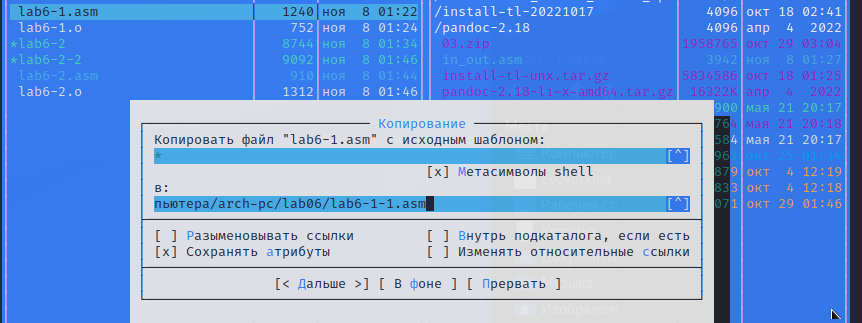 lab6-1.asm 1240 ноя 8 01:22 /install-tl-20221017 4096 окт 18 02:41
lab6-1.o 752 ноя 8 01:24 /pandoc-2.18 4096 апр 4 2022
*lab6-2 8744 ноя 8 01:34 03.zip 1958765 окт 29 03:04
*lab6-2-2 9092 ноя 8 01:46 in_out.asm 3942 ноя 8 01:27
lab6-2.asm 910 ноя 8 01:44 install-tl-unx.tar.gz 5834586 окт 18 01:25
lab6-2.o 1312 ноя 8 01:46 pandoc-2.18-li~x-amd64.tar.gz 16322K апр 4 2022
900 мая 21 20:17
Копирование 764 мая 21 20:18
Копировать файл "lab6-1.asm" с исходным шаблоном: 584 мая 21 20:17
* [^] 963 окт 25 01:34
[x] Метасимволы shell 879 окт 4 12:19
в: 833 окт 4 12:18
пьютера/arch-pc/lab06/lab6-1-1.asm [^] 071 окт 29 01:46
[ ] Разыменовывать ссылки [ ] Внутрь подкаталога, если есть
[x] Сохранять атрибуты [ ] Изменять относительные ссылки
[< Дальше >] [ В фоне ] [ Прервать ]